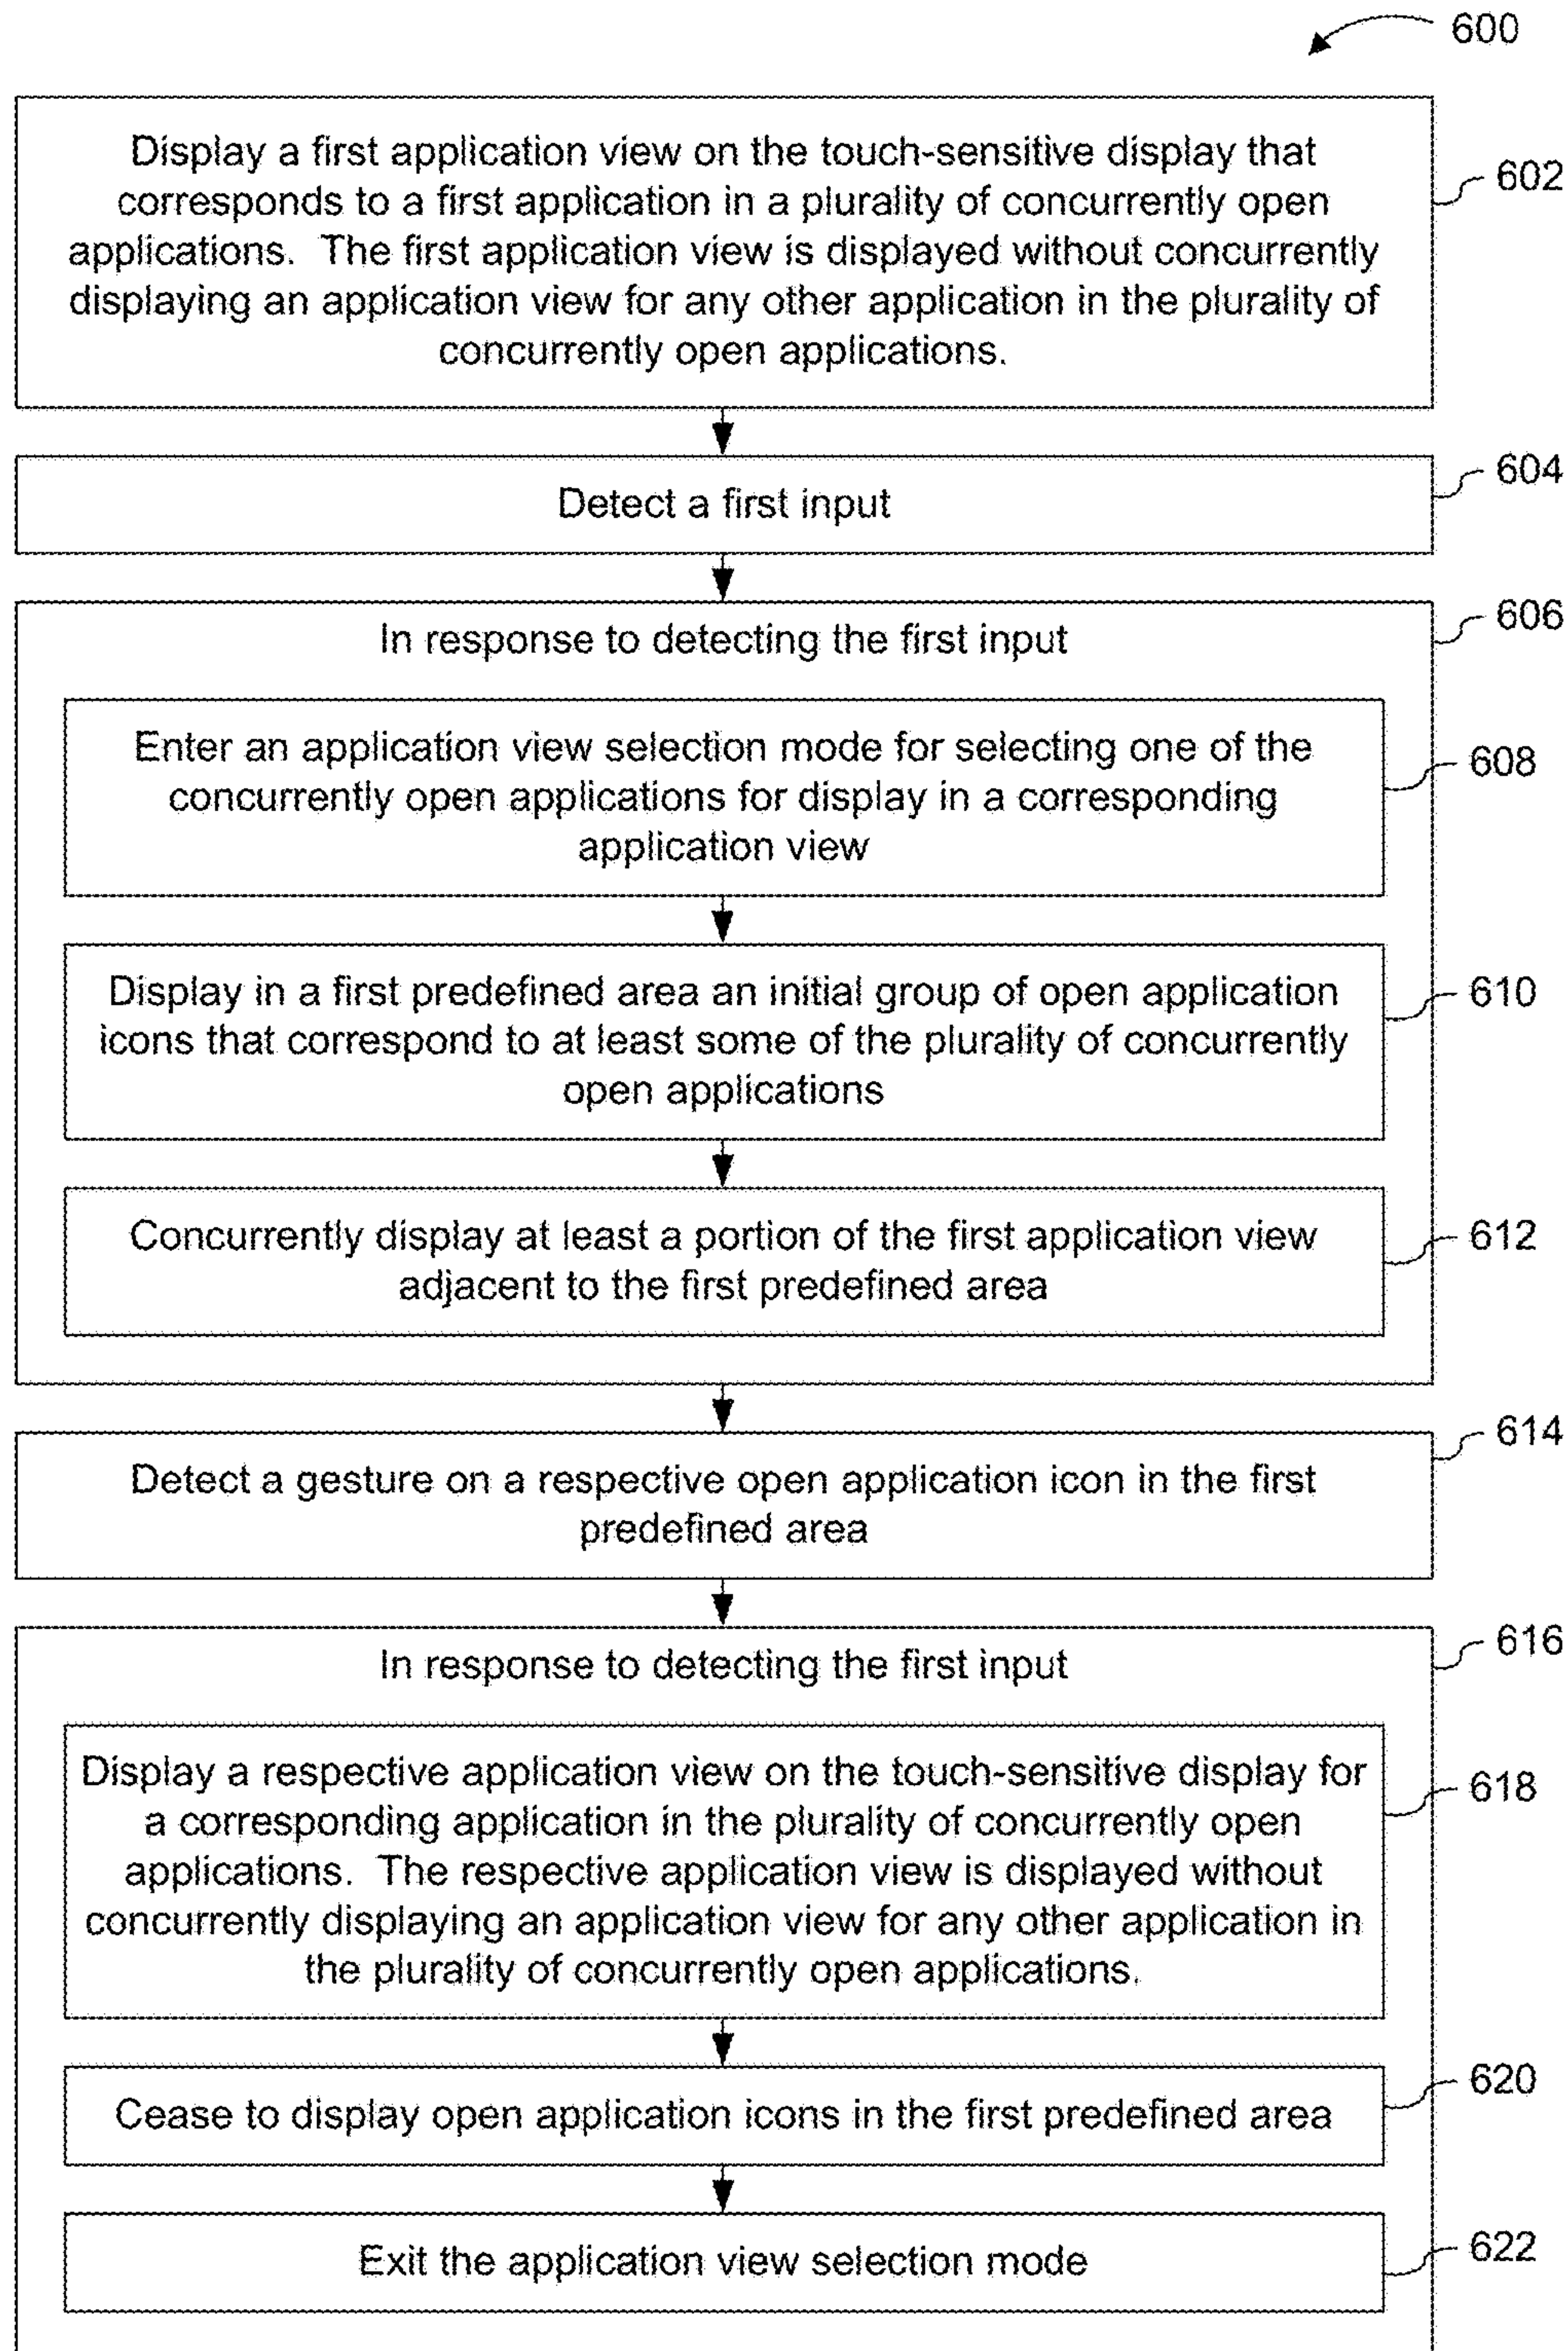 600
Display a first application view on the touch-sensitive display that
corresponds to a first application in a plurality of concurrently open
applications. The first application view is displayed without concurrently
displaying an application view for any other application in the plurality of
concurrently open applications.
602
Detect a first input
604
In response to detecting the first input
606
Enter an application view selection mode for selecting one of the
concurrently open applications for display in a corresponding
application view
608
Display in a first predefined area an initial group of open application
icons that correspond to at least some of the plurality of concurrently
open applications
610
Concurrently display at least a portion of the first application view
adjacent to the first predefined area
612
Detect a gesture on a respective open application icon in the first
predefined area
614
In response to detecting the first input
616
Display a respective application view on the touch-sensitive display for
a corresponding application in the plurality of concurrently open
applications. The respective application view is displayed without
concurrently displaying an application view for any other application in
the plurality of concurrently open applications.
618
Cease to display open application icons in the first predefined area
620
Exit the application view selection mode
622